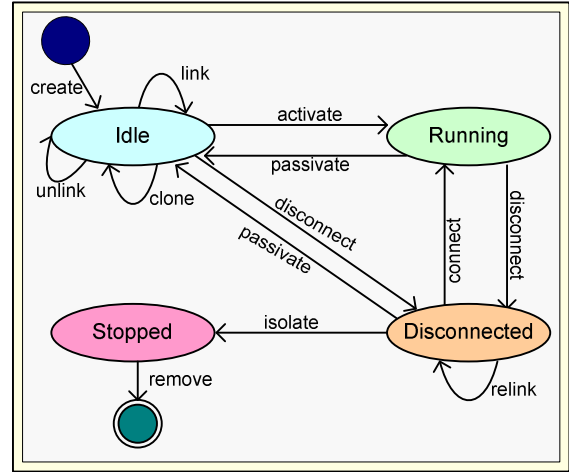 create
link
Idle
activate
Running
passivate
unlink
clone
disconnect
disconnect
passivate
connect
Stopped
isolate
Disconnected
remove
relink